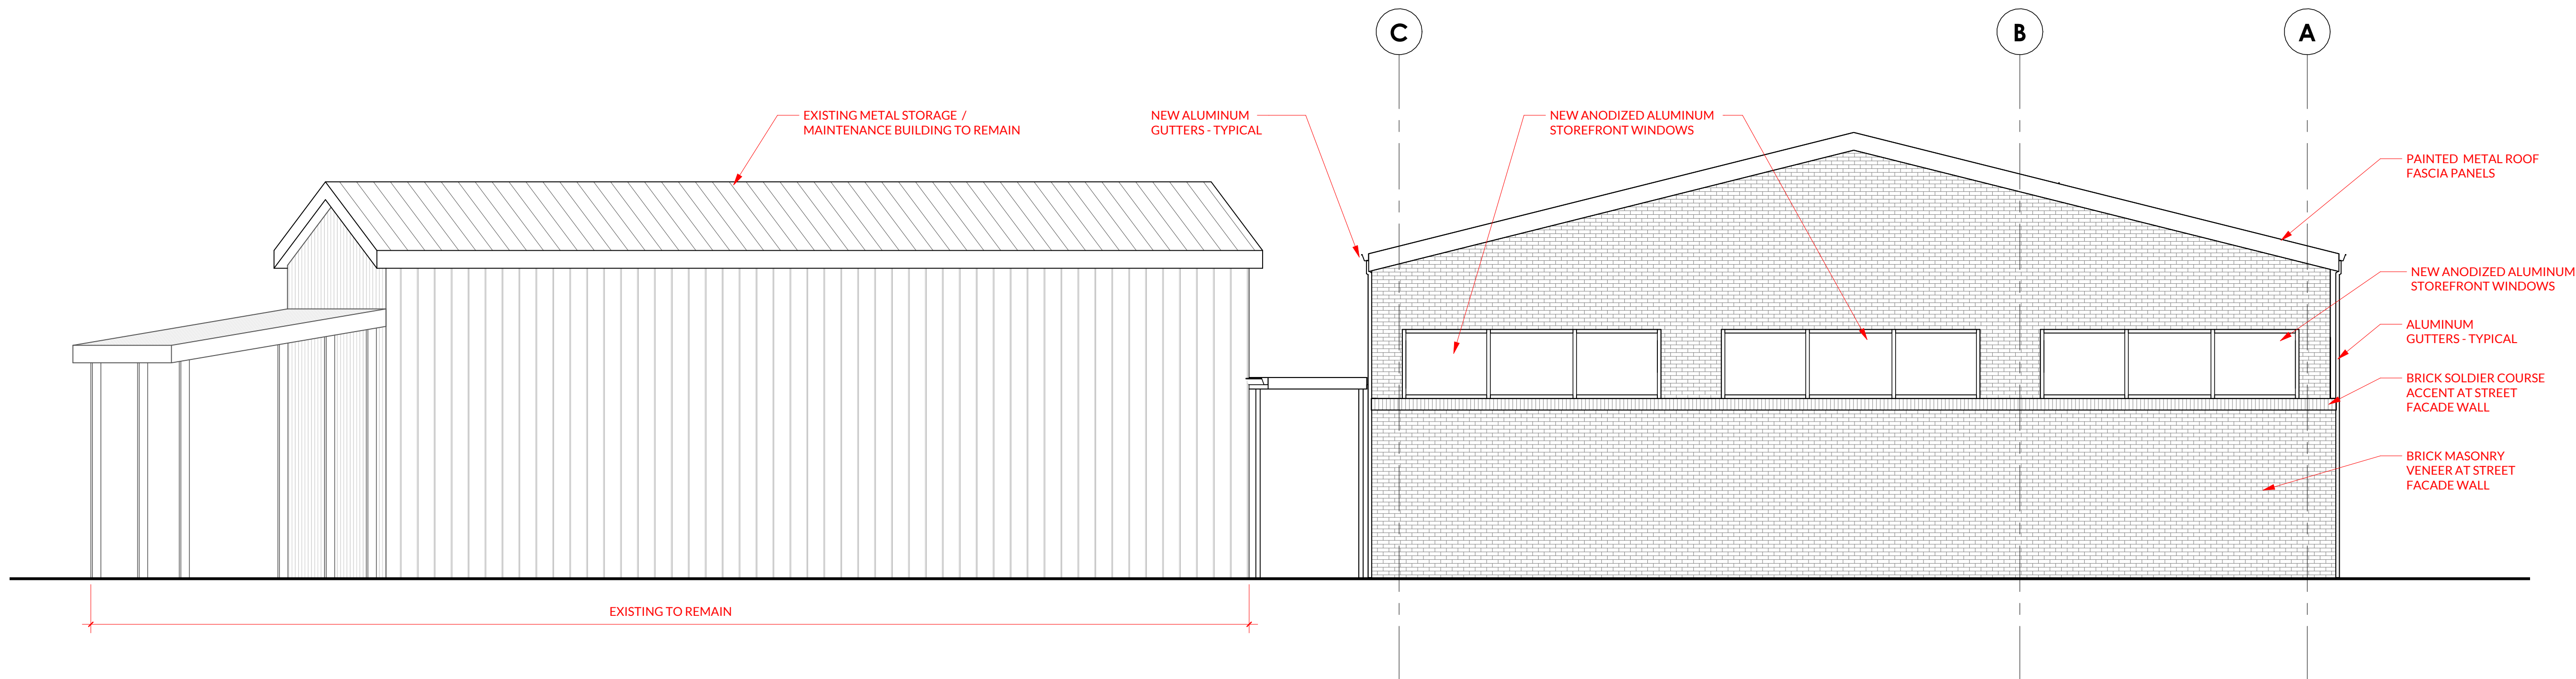 C
B
A
EXISTING METAL STORAGE /
MAINTENANCE BUILDING TO REMAIN
NEW ALUMINUM
GUTTERS - TYPICAL
NEW ANODIZED ALUMINUM
STOREFRONT WINDOWS
PAINTED METAL ROOF
FASCIA PANELS
NEW ANODIZED ALUMINUM
STOREFRONT WINDOWS
ALUMINUM
GUTTERS - TYPICAL
BRICK SOLDIER COURSE
ACCENT AT STREET
FACADE WALL
BRICK MASONRY
VENEER AT STREET
FACADE WALL
EXISTING TO REMAIN